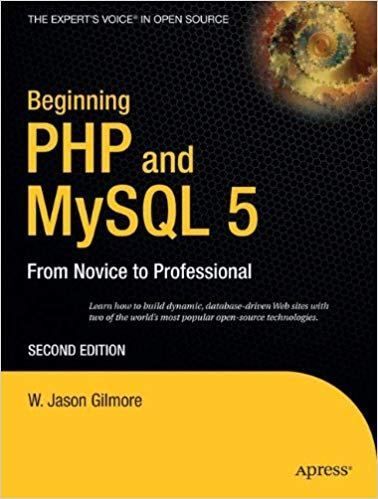 THE EXPERT'S VOICE® IN OPEN SOURCE
Beginning
PHP and
MySQL 5
From Novice to Professional
Learn how to build dynamic, database-driven Web sites with
two of the world's most popular open-source technologies.
SECOND EDITION
W. Jason Gilmore
Apress®